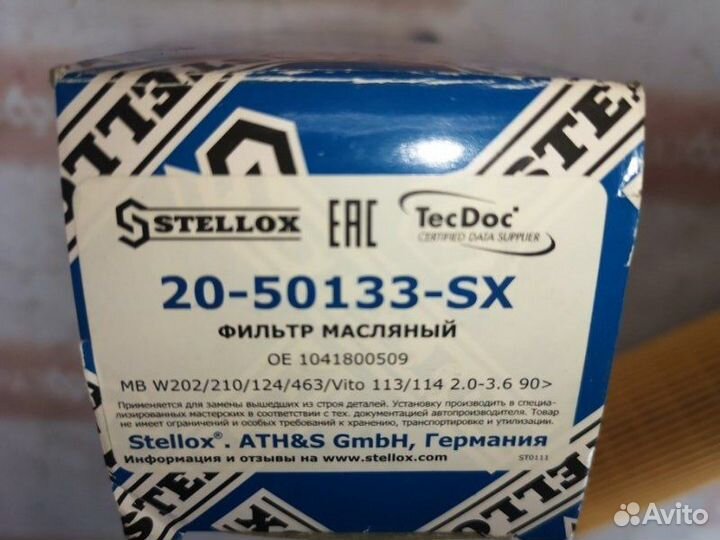 STELLOX
EAC
TecDoc
CERTIFIED DATA SUPPLIER
20-50133-SX
ФИЛЬТР МАСЛЯНЫЙ
OE 1041800509
MB W202/210/124/463/Vito 113/114 2.0-3.6 90>
Применяется для замены вышедших из строя деталей. Установку производить в специа-
лизированных мастерских в соответствии с тех. документацией автопроизводителя. Товар
не имеет ограничений и особых требований к хранению, транспортировке и утилизации.
Stellox®. ATH&S GmbH, Германия
Информация и отзывы на www.stellox.com
ST0111
Avito